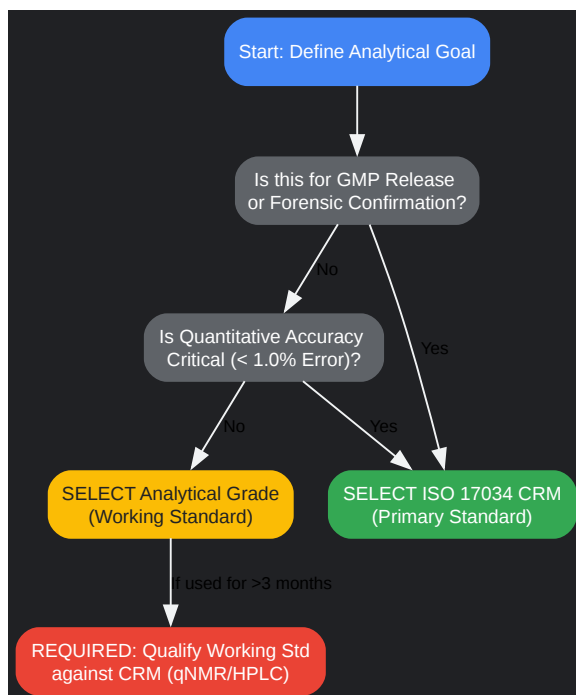 Start: Define Analytical Goal
Is this for GMP Release
or Forensic Confirmation?
No
Yes
Is Quantitative Accuracy
Critical (< 1.0% Error)?
No
Yes
SELECT Analytical Grade
(Working Standard)
SELECT ISO 17034 CRM
(Primary Standard)
If used for >3 months
REQUIRED: Qualify Working Std
against CRM (qNMR/HPLC)